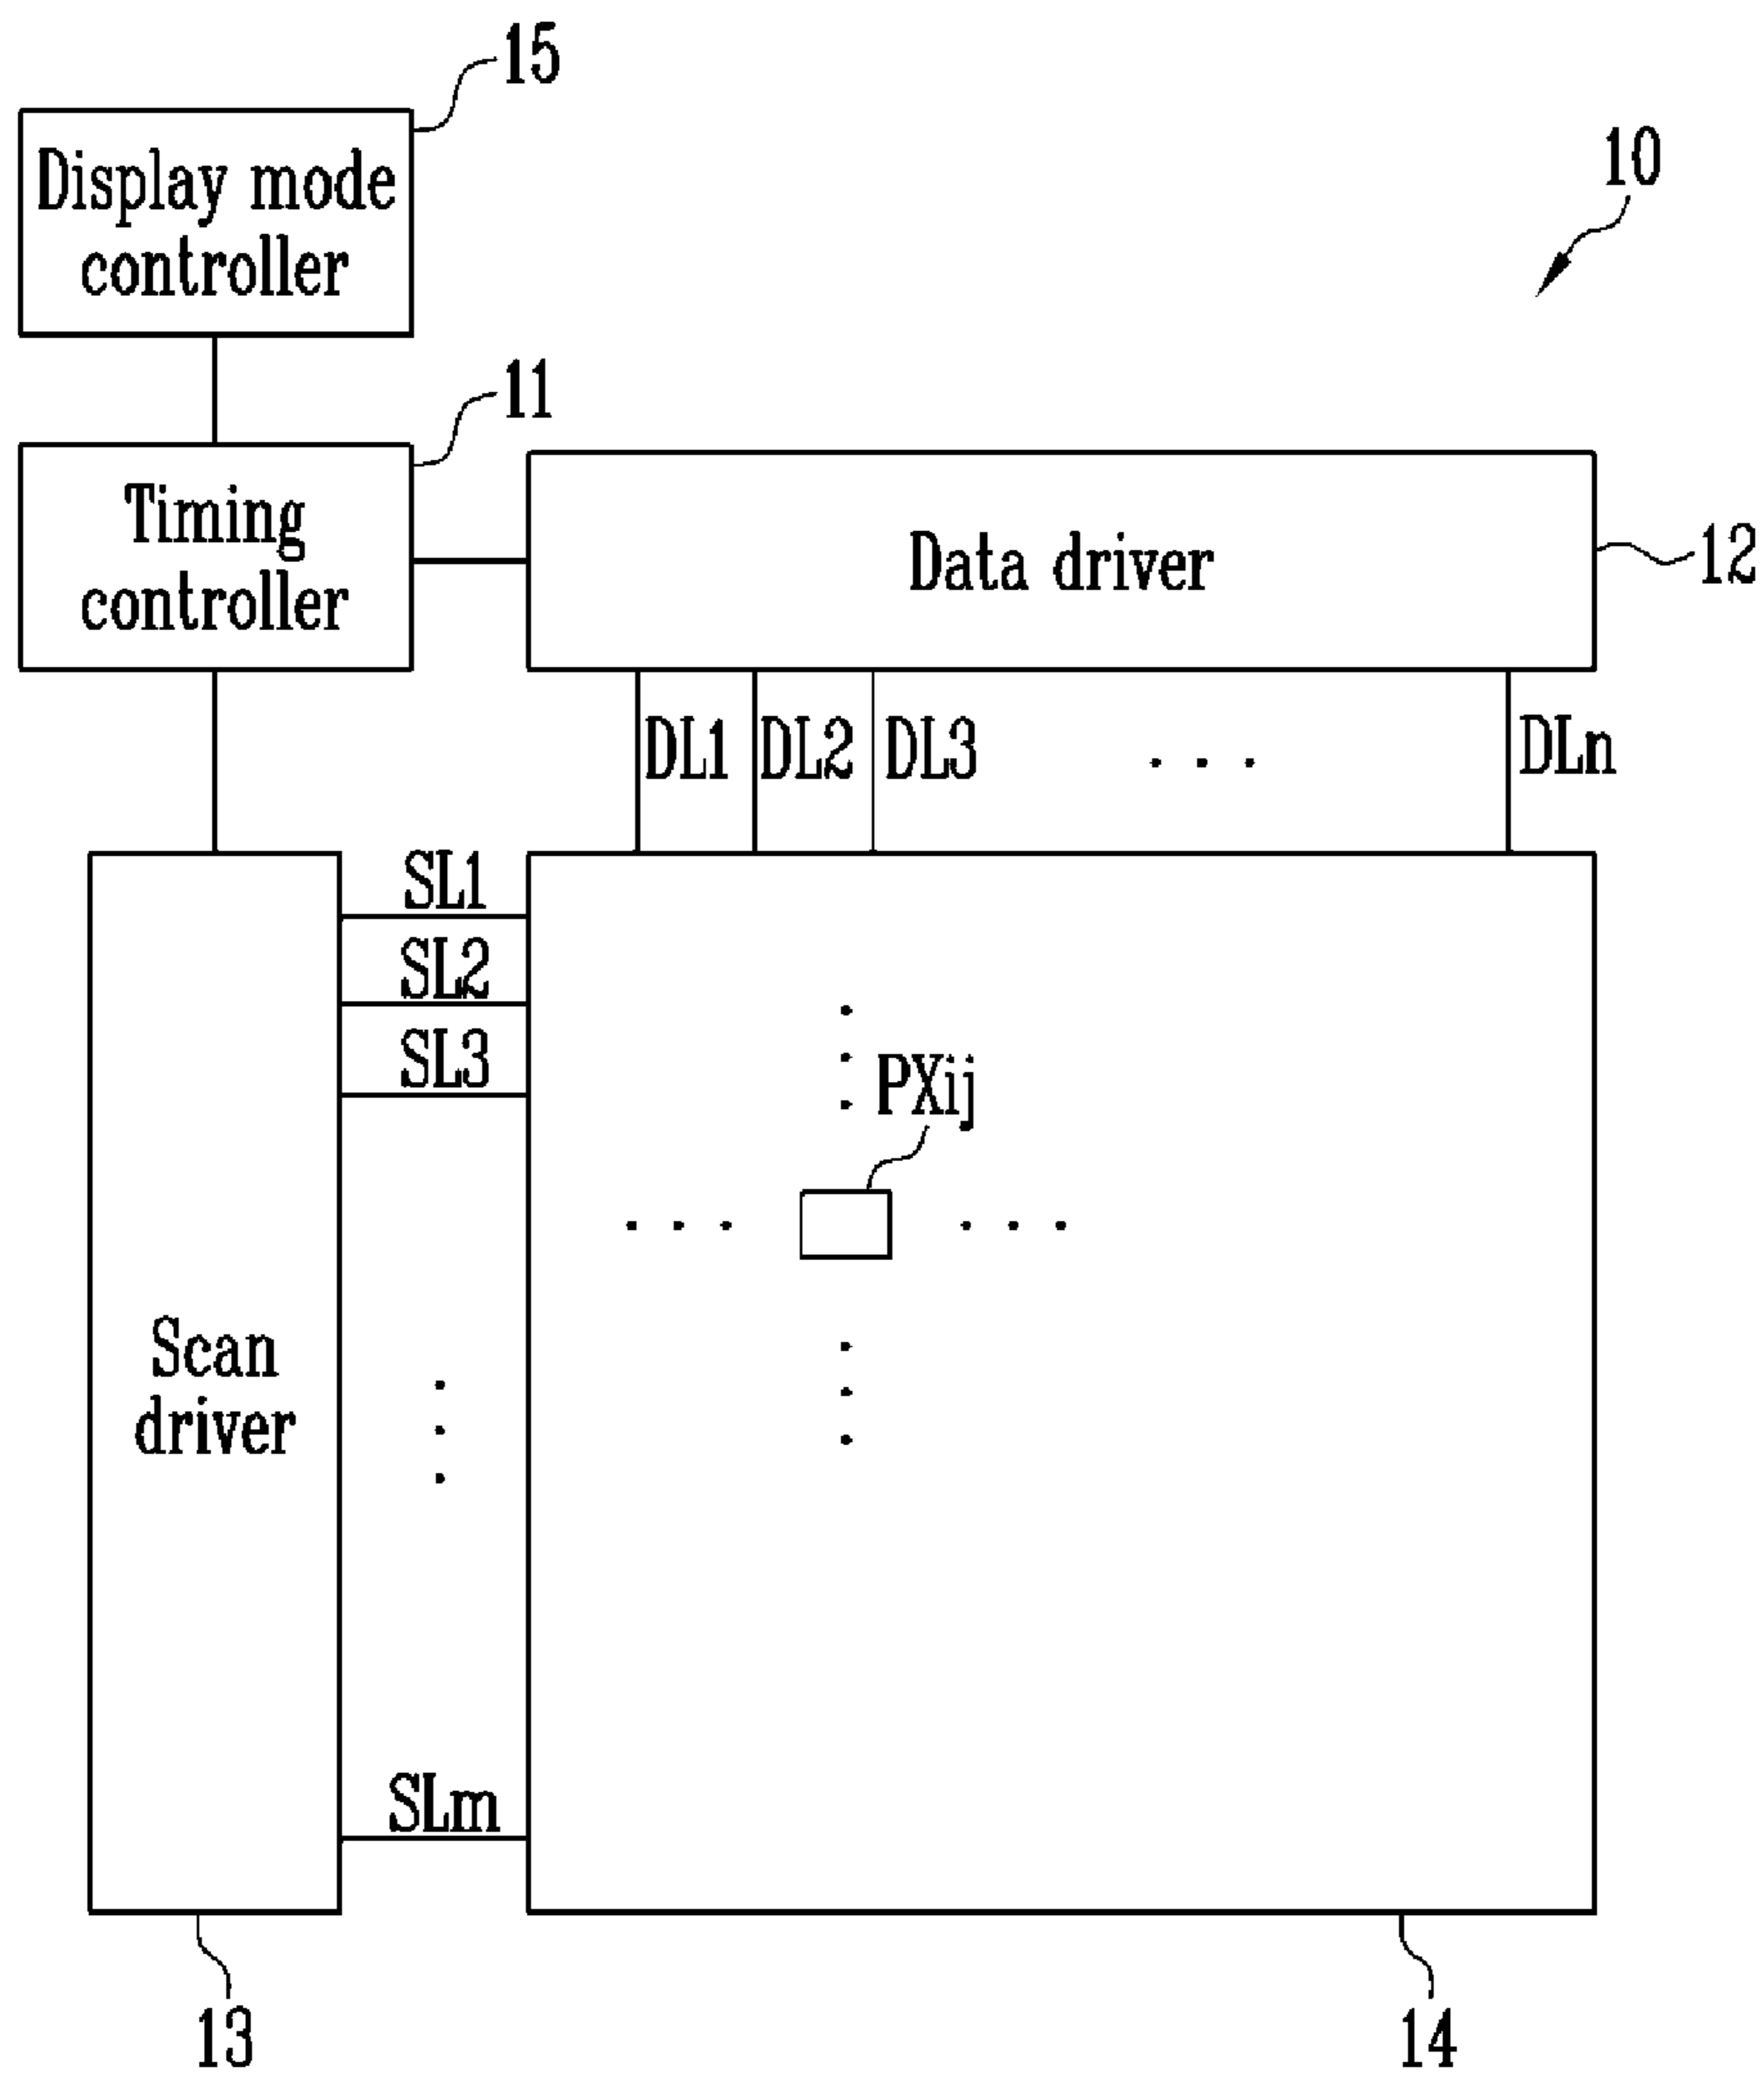 15
Display mode
controller
10
11
Timing
controller
Data driver
12
DL1 DL2 DL3 . . . DLn
SL1
SL2
SL3
PXij
Scan
driver
SLm
13
14